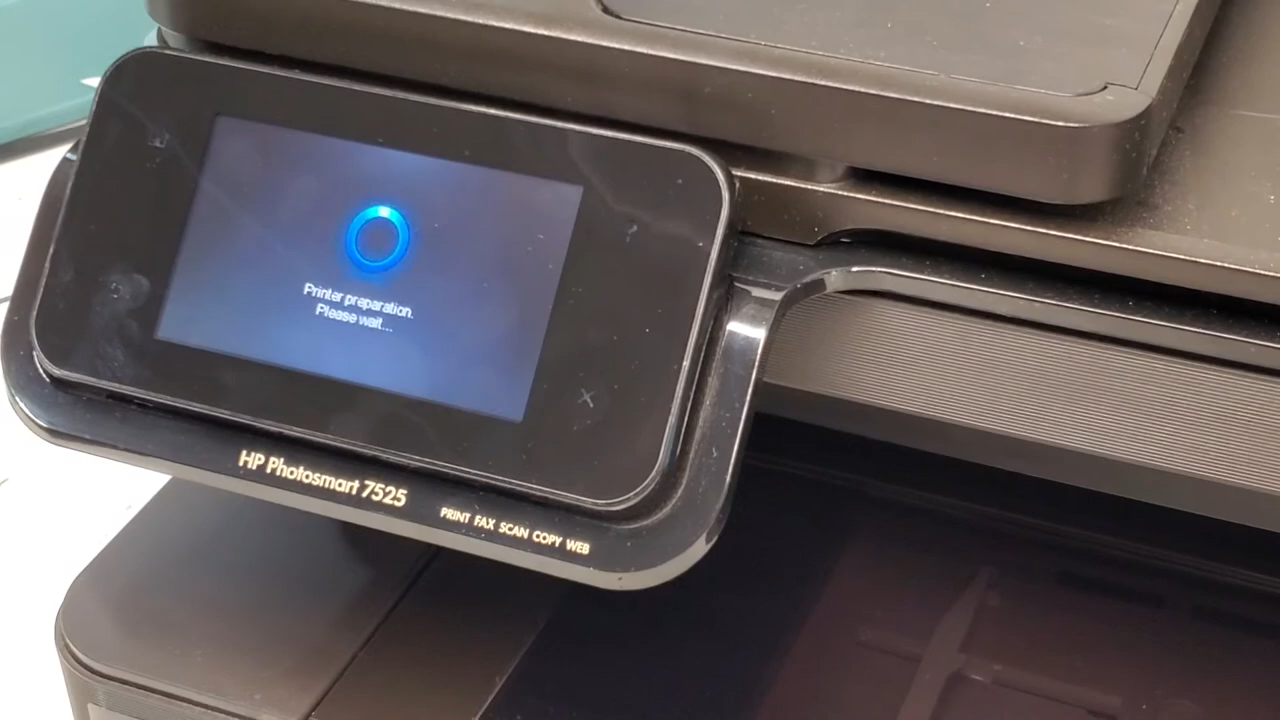 Printer preparation.
Please wait...
HP Photosmart 7525
PRINT FAX SCAN COPY WEB